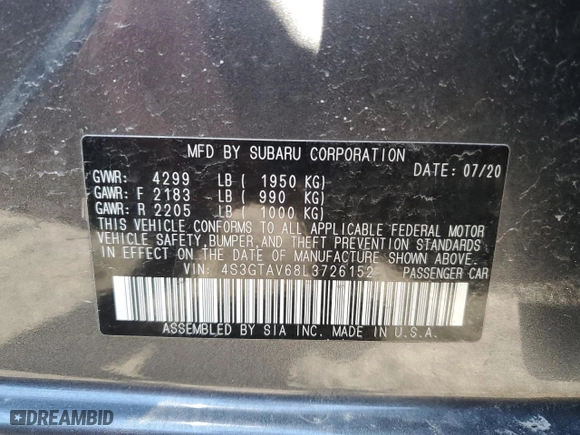 MFD BY SUBARU CORPORATION
DATE: 07/20
GVWR: 4299 LB ( 1950 KG)
GAWR: F 2183 LB ( 990 KG)
GAWR: R 2205 LB ( 1000 KG)
THIS VEHICLE CONFORMS TO ALL APPLICABLE FEDERAL MOTOR
VEHICLE SAFETY,BUMPER,AND THEFT PREVENTION STANDARDS
IN EFFECT ON THE DATE OF MANUFACTURE SHOWN ABOVE.
VIN: 4S3GTAV68L3726152 PASSENGER CAR
ASSEMBLED BY SIA INC. MADE IN U.S.A.
DREAMBID